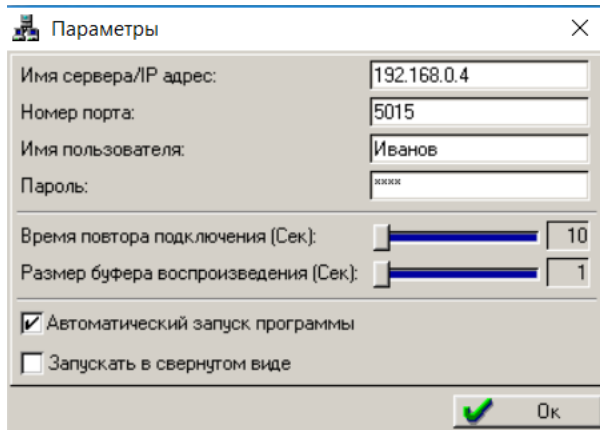 Параметры
Имя сервера/IP адрес: 192.168.0.4
Номер порта: 5015
Имя пользователя: Иванов
Пароль: ****
Время повтора подключения (Сек): 10
Размер буфера воспроизведения (Сек): 1
Автоматический запуск программы
Запускать в свернутом виде
Ок